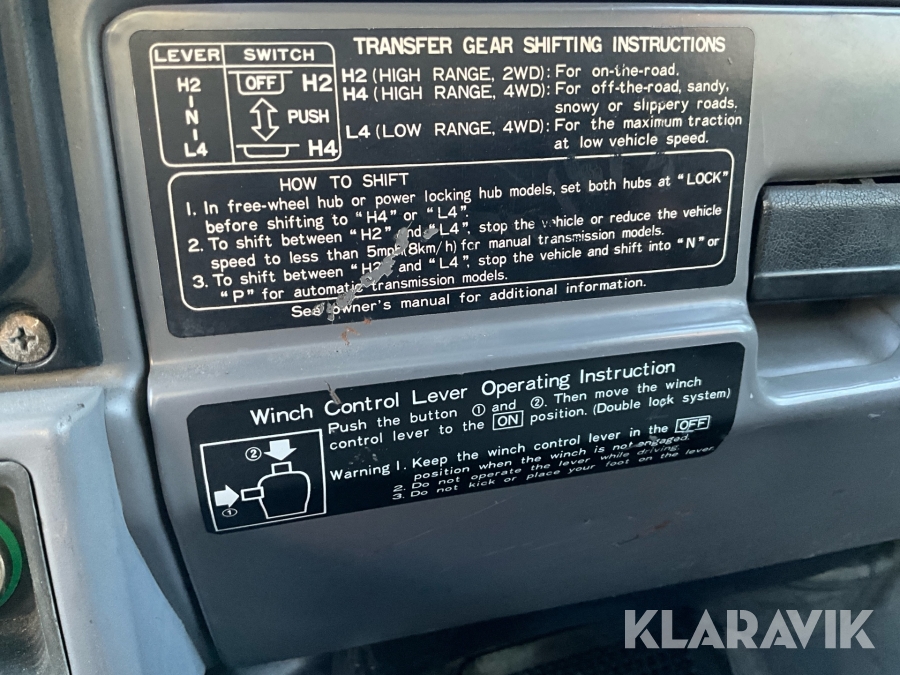 LEVER SWITCH
H2
N
L4
OFF H2
PUSH
H4
TRANSFER GEAR SHIFTING INSTRUCTIONS
H2 (HIGH RANGE, 2WD): For on-the-road.
H4 (HIGH RANGE, 4WD): For off-the-road, sandy,
snowy or slippery roads.
L4 (LOW RANGE, 4WD): For the maximum traction
at low vehicle speed.
HOW TO SHIFT
1. In free-wheel hub or power locking hub models, set both hubs at "LOCK"
before shifting to "H4" or "L4".
2. To shift between "H2" and "L4", stop the vehicle or reduce the vehicle
speed to less than 5mph(8km/h) for manual transmission models.
3. To shift between "H2" and "L4", stop the vehicle and shift into "N" or
"P" for automatic transmission models.
See owner's manual for additional information.
Winch Control Lever Operating Instruction
Push the button ① and ②. Then move the winch
control lever to the ON position. (Double lock system)
② 
①
Warning 1. Keep the winch control lever in the OFF
position when the winch is not engaged.
2. Do not operate the lever while driving.
3. Do not kick or place your foot on the lever
KLARAVIK